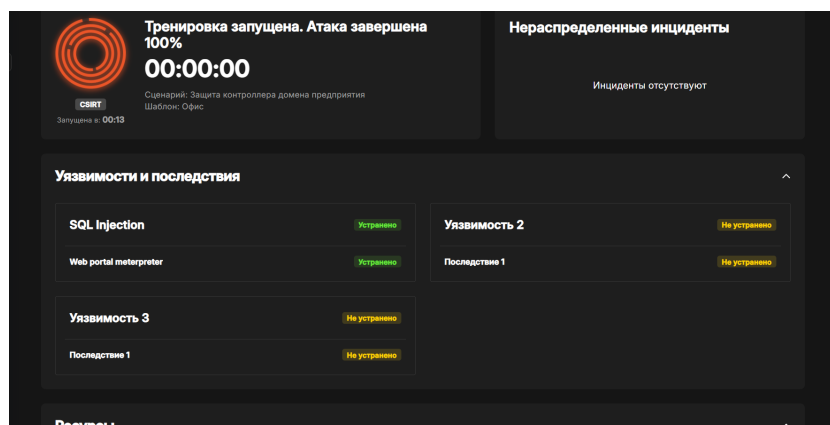 Тренировка запущена. Атака завершена
100%
00:00:00
Сценарий: Защита контроллера домена предприятия
Шаблон: Офис
CSIRT
Запущена в: 00:13
Нераспределенные инциденты
Инциденты отсутствуют
Уязвимости и последствия
SQL Injection Устранено
Web portal meterpreter Устранено
Уязвимость 2 Не устранено
Последствие 1 Не устранено
Уязвимость 3 Не устранено
Последствие 1 Не устранено